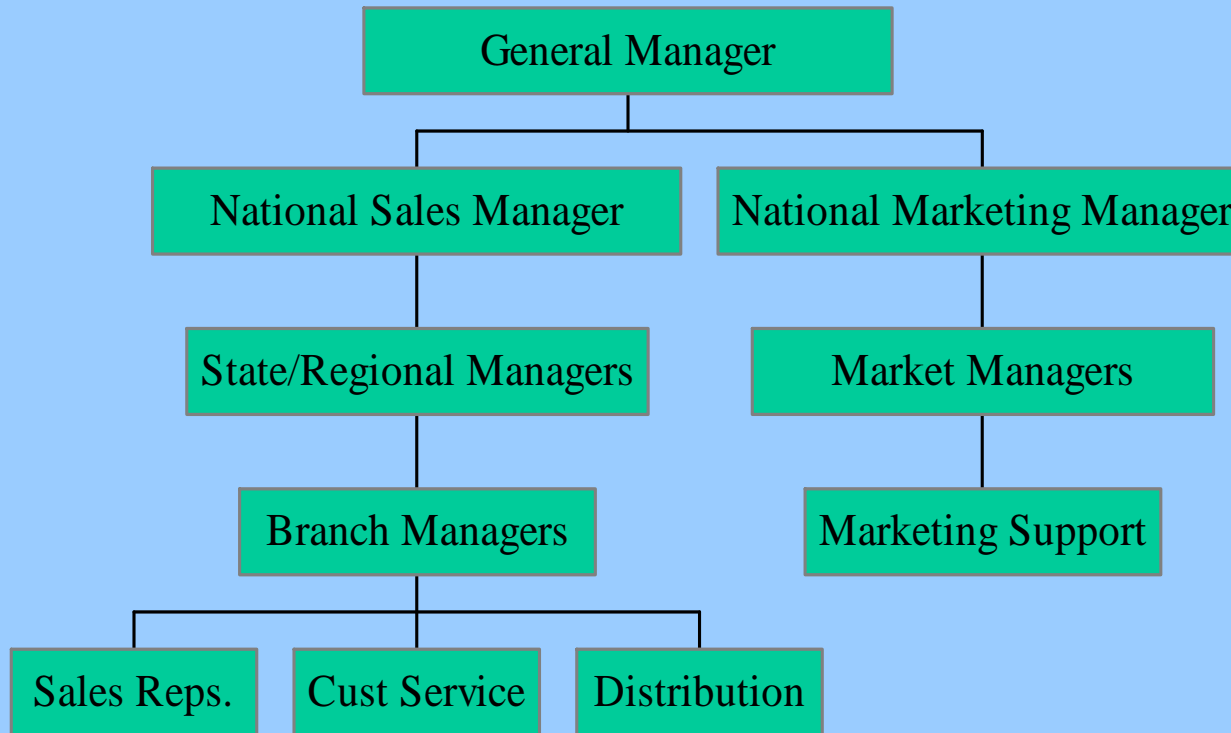 General Manager
National Sales Manager
National Marketing Manager
State/Regional Managers
Market Managers
Branch Managers
Marketing Support
Sales Reps.
Cust Service
Distribution